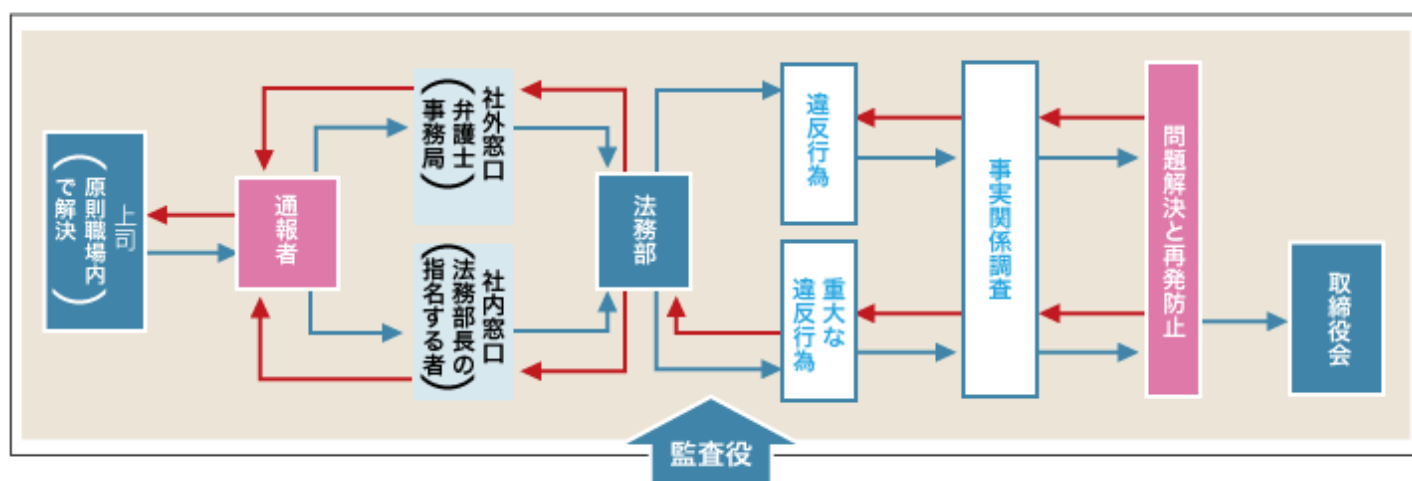 上司
（原則職場内
で解決）
通報者
社外窓口
（弁護士
事務局）
社内窓口
（法務部長の
指名する者）
法務部
違反行為
重大な
違反行為
事実関係調査
問題解決と再発防止
取締役会
監査役